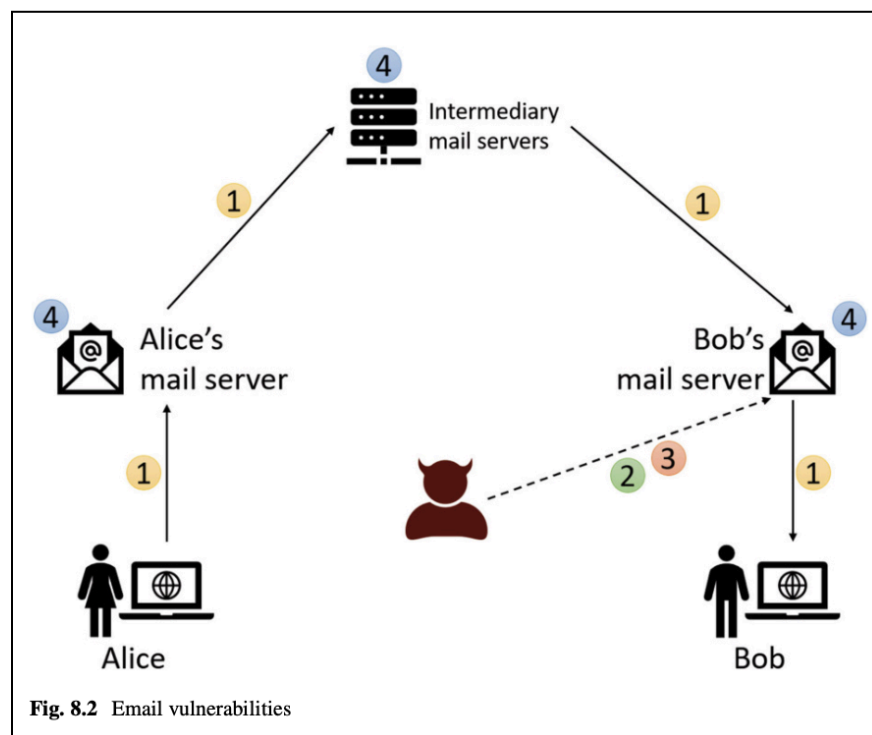 4
Intermediary
mail servers
1
1
4
Alice's
mail server
4
Bob's
mail server
1
2
3
1
Alice
Bob
Fig. 8.2 Email vulnerabilities